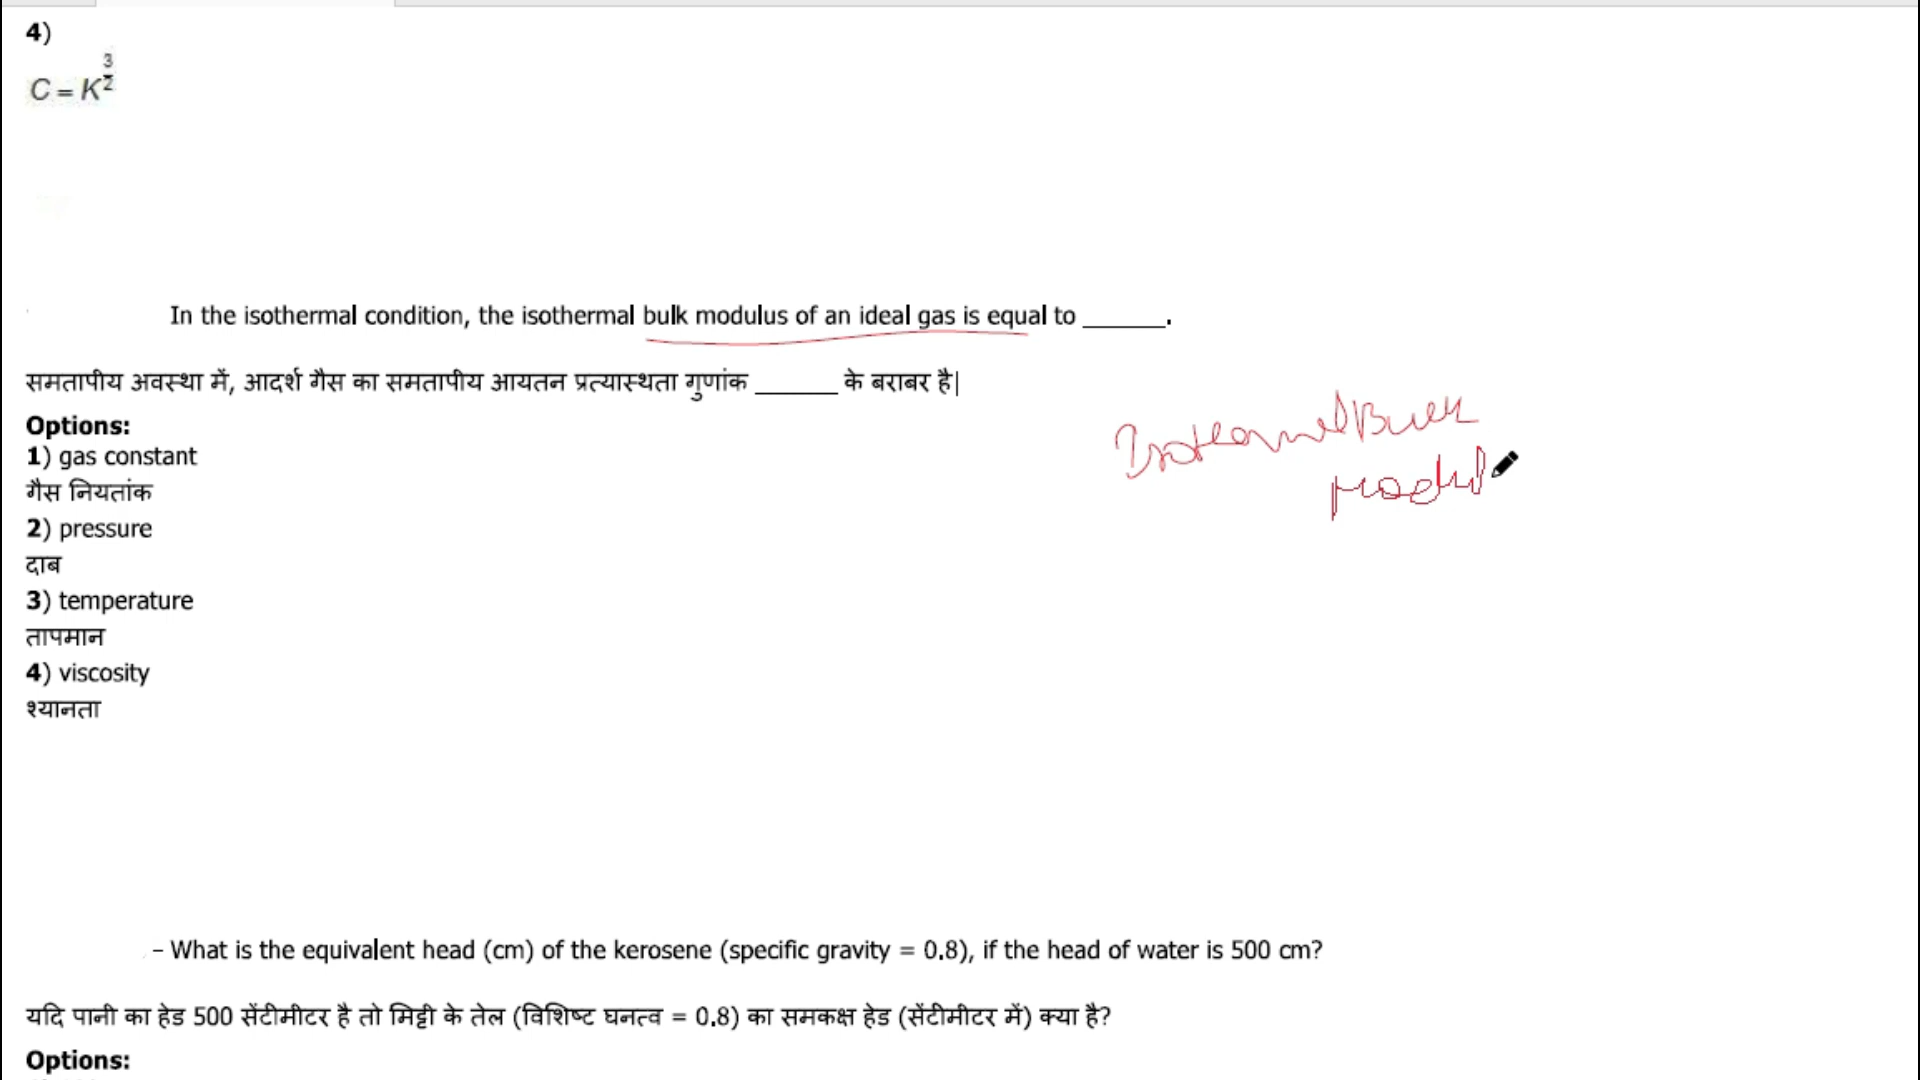 4)
C = K^{3/2}
In the isothermal condition, the isothermal bulk modulus of an ideal gas is equal to ______.
समतापीय अवस्था में, आदर्श गैस का समतापीय आयतन प्रत्यास्थता गुणांक ______ के बराबर है|
Isothermal Bulk
Modul
Options:
1) gas constant
गैस नियतांक
2) pressure
दाब
3) temperature
तापमान
4) viscosity
श्यानता
– What is the equivalent head (cm) of the kerosene (specific gravity = 0.8), if the head of water is 500 cm?
यदि पानी का हेड 500 सेंटीमीटर है तो मिट्टी के तेल (विशिष्ट घनत्व = 0.8) का समकक्ष हेड (सेंटीमीटर में) क्या है?
Options: